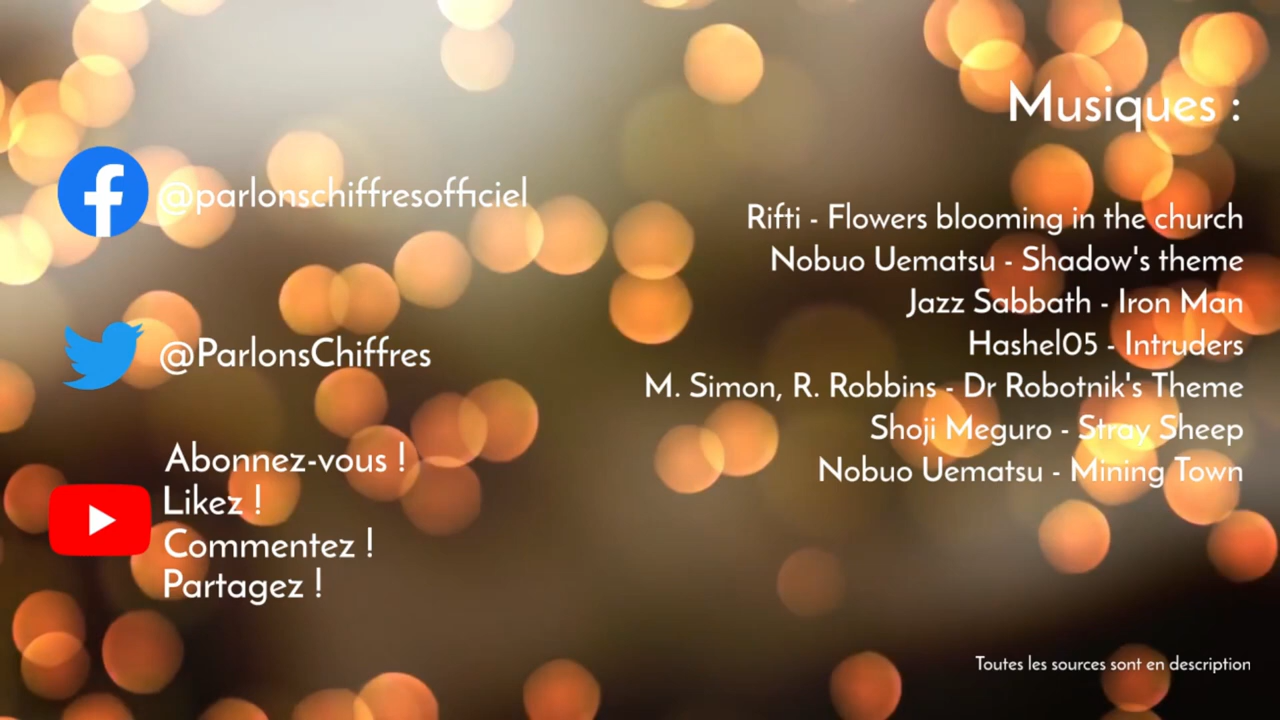 @parlonschiffresofficiel
@ParlonsChiffres
Abonnez-vous !
Likez !
Commentez !
Partagez !
Musiques :
Rifti - Flowers blooming in the church
Nobuo Uematsu - Shadow's theme
Jazz Sabbath - Iron Man
Hashel05 - Intruders
M. Simon, R. Robbins - Dr Robotnik's Theme
Shoji Meguro - Stray Sheep
Nobuo Uematsu - Mining Town
Toutes les sources sont en description